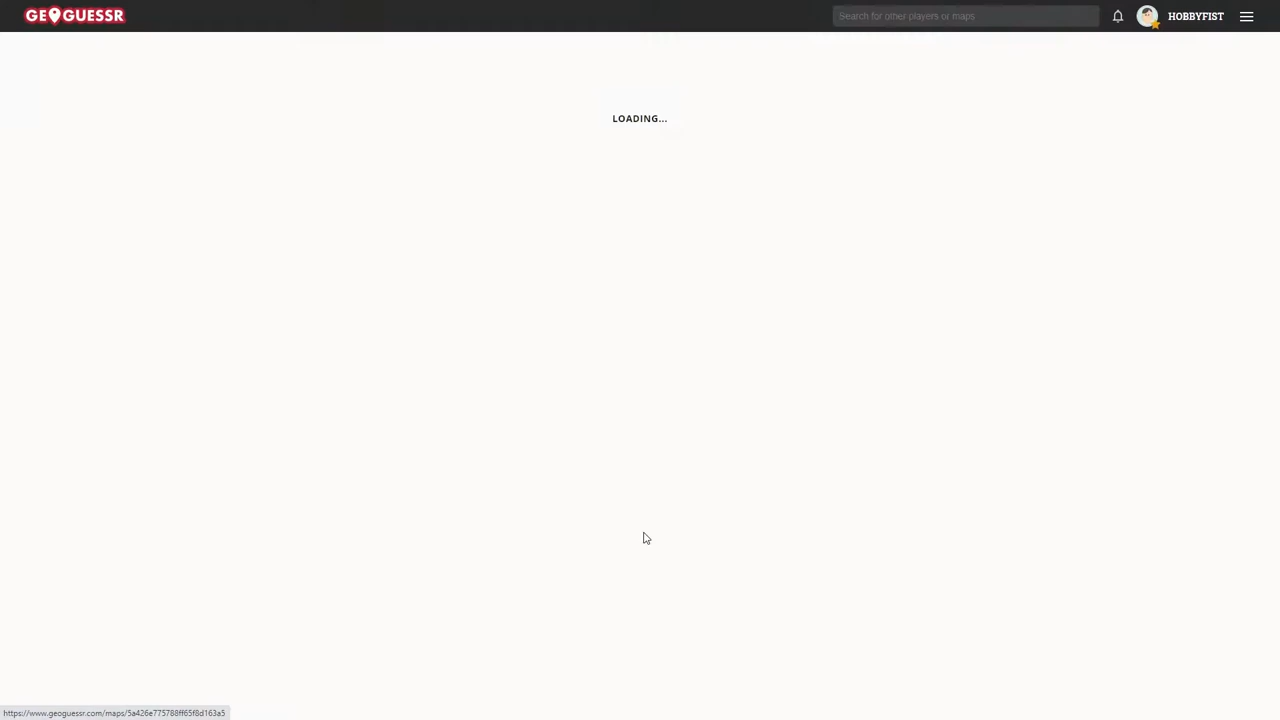 GEOGUESSR
Search for other players or maps
HOBBYFIST
LOADING...
https://www.geoguessr.com/maps/5a426e775788ff65f8d163a5